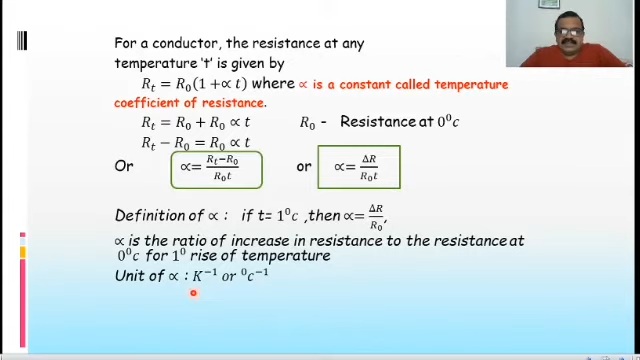 For a conductor, the resistance at any
temperature 't' is given by
R_t = R_0(1 +∝ t) where ∝ is a constant called temperature
coefficient of resistance.
R_t = R_0 + R_0 ∝ t R_0 - Resistance at 0⁰c
R_t − R_0 = R_0 ∝ t
Or ∝= (R_t−R_0)/(R_0t) or ∝= ΔR/(R_0t)
Definition of ∝ : if t= 1⁰c ,then ∝= ΔR/R_0,
∝ is the ratio of increase in resistance to the resistance at
0⁰c for 1⁰ rise of temperature
Unit of ∝ : K⁻¹ or ⁰c⁻¹